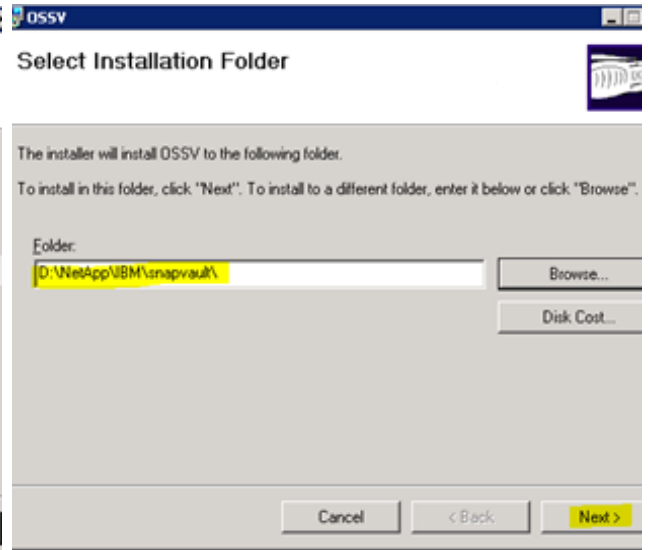 OSSV
Select Installation Folder
The installer will install OSSV to the following folder.
To install in this folder, click "Next". To install to a different folder, enter it below or click "Browse".
Folder:
D:\NetApp\IBM\snapvault\
Browse...
Disk Cost...
Cancel
< Back
Next >